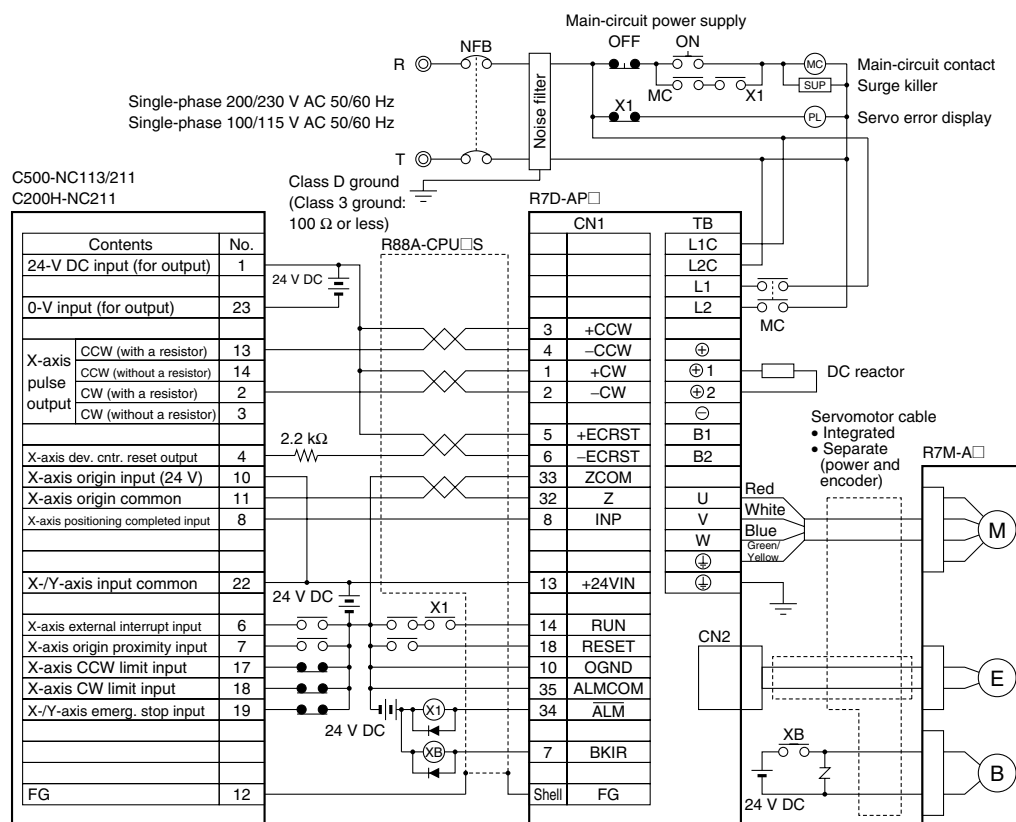 Main-circuit power supply
OFF ON
R NFB
MC Main-circuit contact
SUP Surge killer
MC X1
X1
PL Servo error display
Noise filter
Single-phase 200/230 V AC 50/60 Hz
Single-phase 100/115 V AC 50/60 Hz
T
C500-NC113/211
C200H-NC211
Class D ground
(Class 3 ground:
100 Ω or less)
R7D-AP□
R88A-CPU□S
CN1 TB
Contents No.
L1C
24-V DC input (for output) 1
L2C
24 V DC
L1
0-V input (for output) 23
L2
MC
3 +CCW
X-axis pulse output
CCW (with a resistor) 13
4 −CCW ⊕
CCW (without a resistor) 14
1 +CW ⊕1
DC reactor
CW (with a resistor) 2
2 −CW ⊕2
CW (without a resistor) 3
⊖
Servomotor cable
• Integrated
• Separate
(power and
encoder)
R7M-A□
5 +ECRST B1
2.2 kΩ
X-axis dev. cntr. reset output 4
6 −ECRST B2
X-axis origin input (24 V) 10
33 ZCOM
X-axis origin common 11
32 Z U
Red
X-axis positioning completed input 8
8 INP V
White
W
Blue
Green/
Yellow
M
X-/Y-axis input common 22
24 V DC
13 +24VIN
X1
X-axis external interrupt input 6
14 RUN
CN2
X-axis origin proximity input 7
18 RESET
X-axis CCW limit input 17
10 OGND
E
X-axis CW limit input 18
35 ALMCOM
X-/Y-axis emerg. stop input 19
24 V DC
X1
34 ALM
XB
7 BKIR
XB
B
24 V DC
FG 12
Shell FG